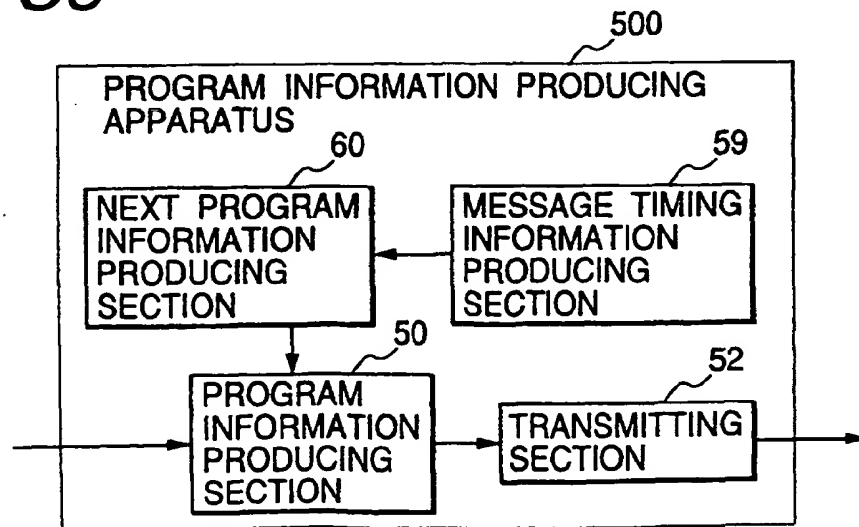 500
PROGRAM INFORMATION PRODUCING
APPARATUS
60
59
NEXT PROGRAM
INFORMATION
PRODUCING
SECTION
MESSAGE TIMING
INFORMATION
PRODUCING
SECTION
50
52
PROGRAM
INFORMATION
PRODUCING
SECTION
TRANSMITTING
SECTION